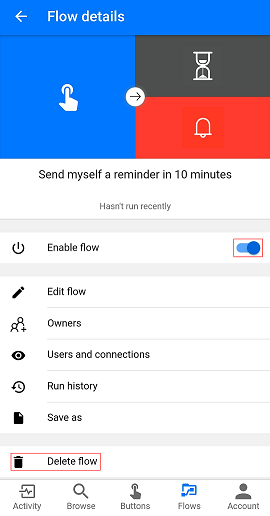 Flow details
Send myself a reminder in 10 minutes
Hasn't run recently
Enable flow
Edit flow
Owners
Users and connections
Run history
Save as
Delete flow
Activity Browse Buttons Flows Account